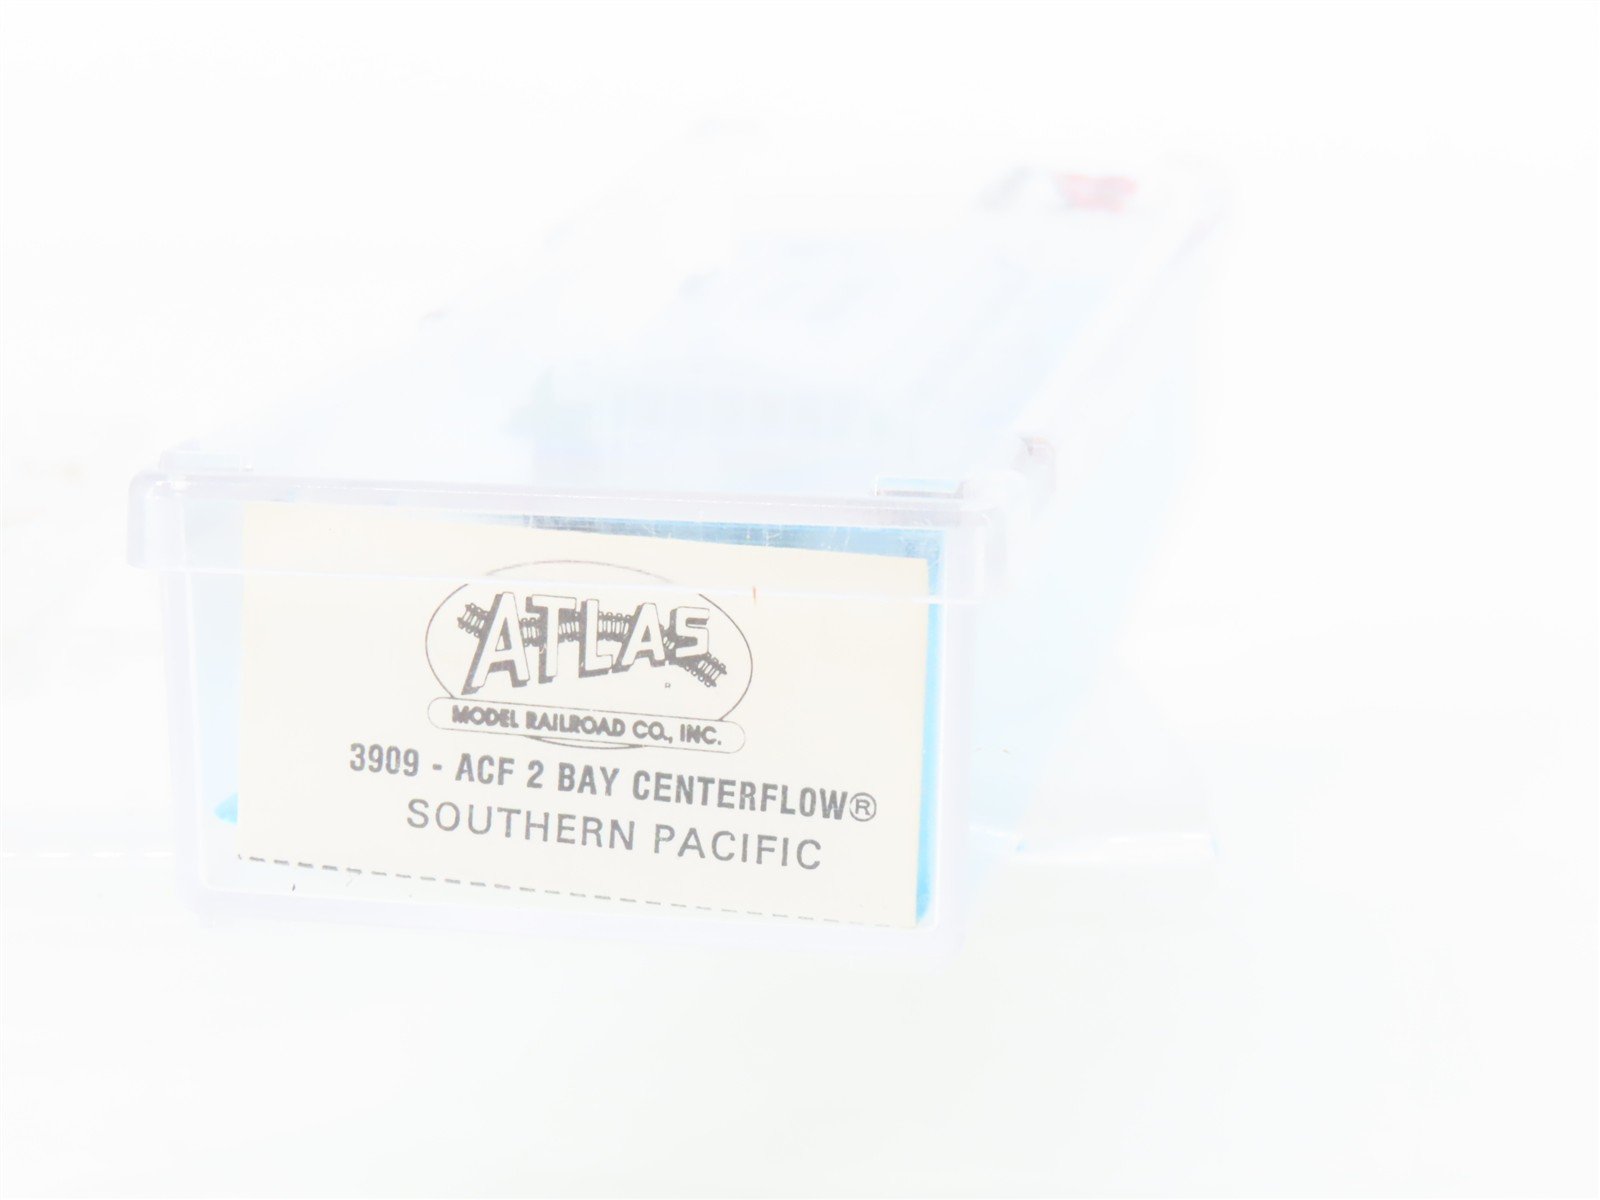 ATLAS
MODEL RAILROAD CO., INC.
3909 - ACF 2 BAY CENTERFLOW®
SOUTHERN PACIFIC